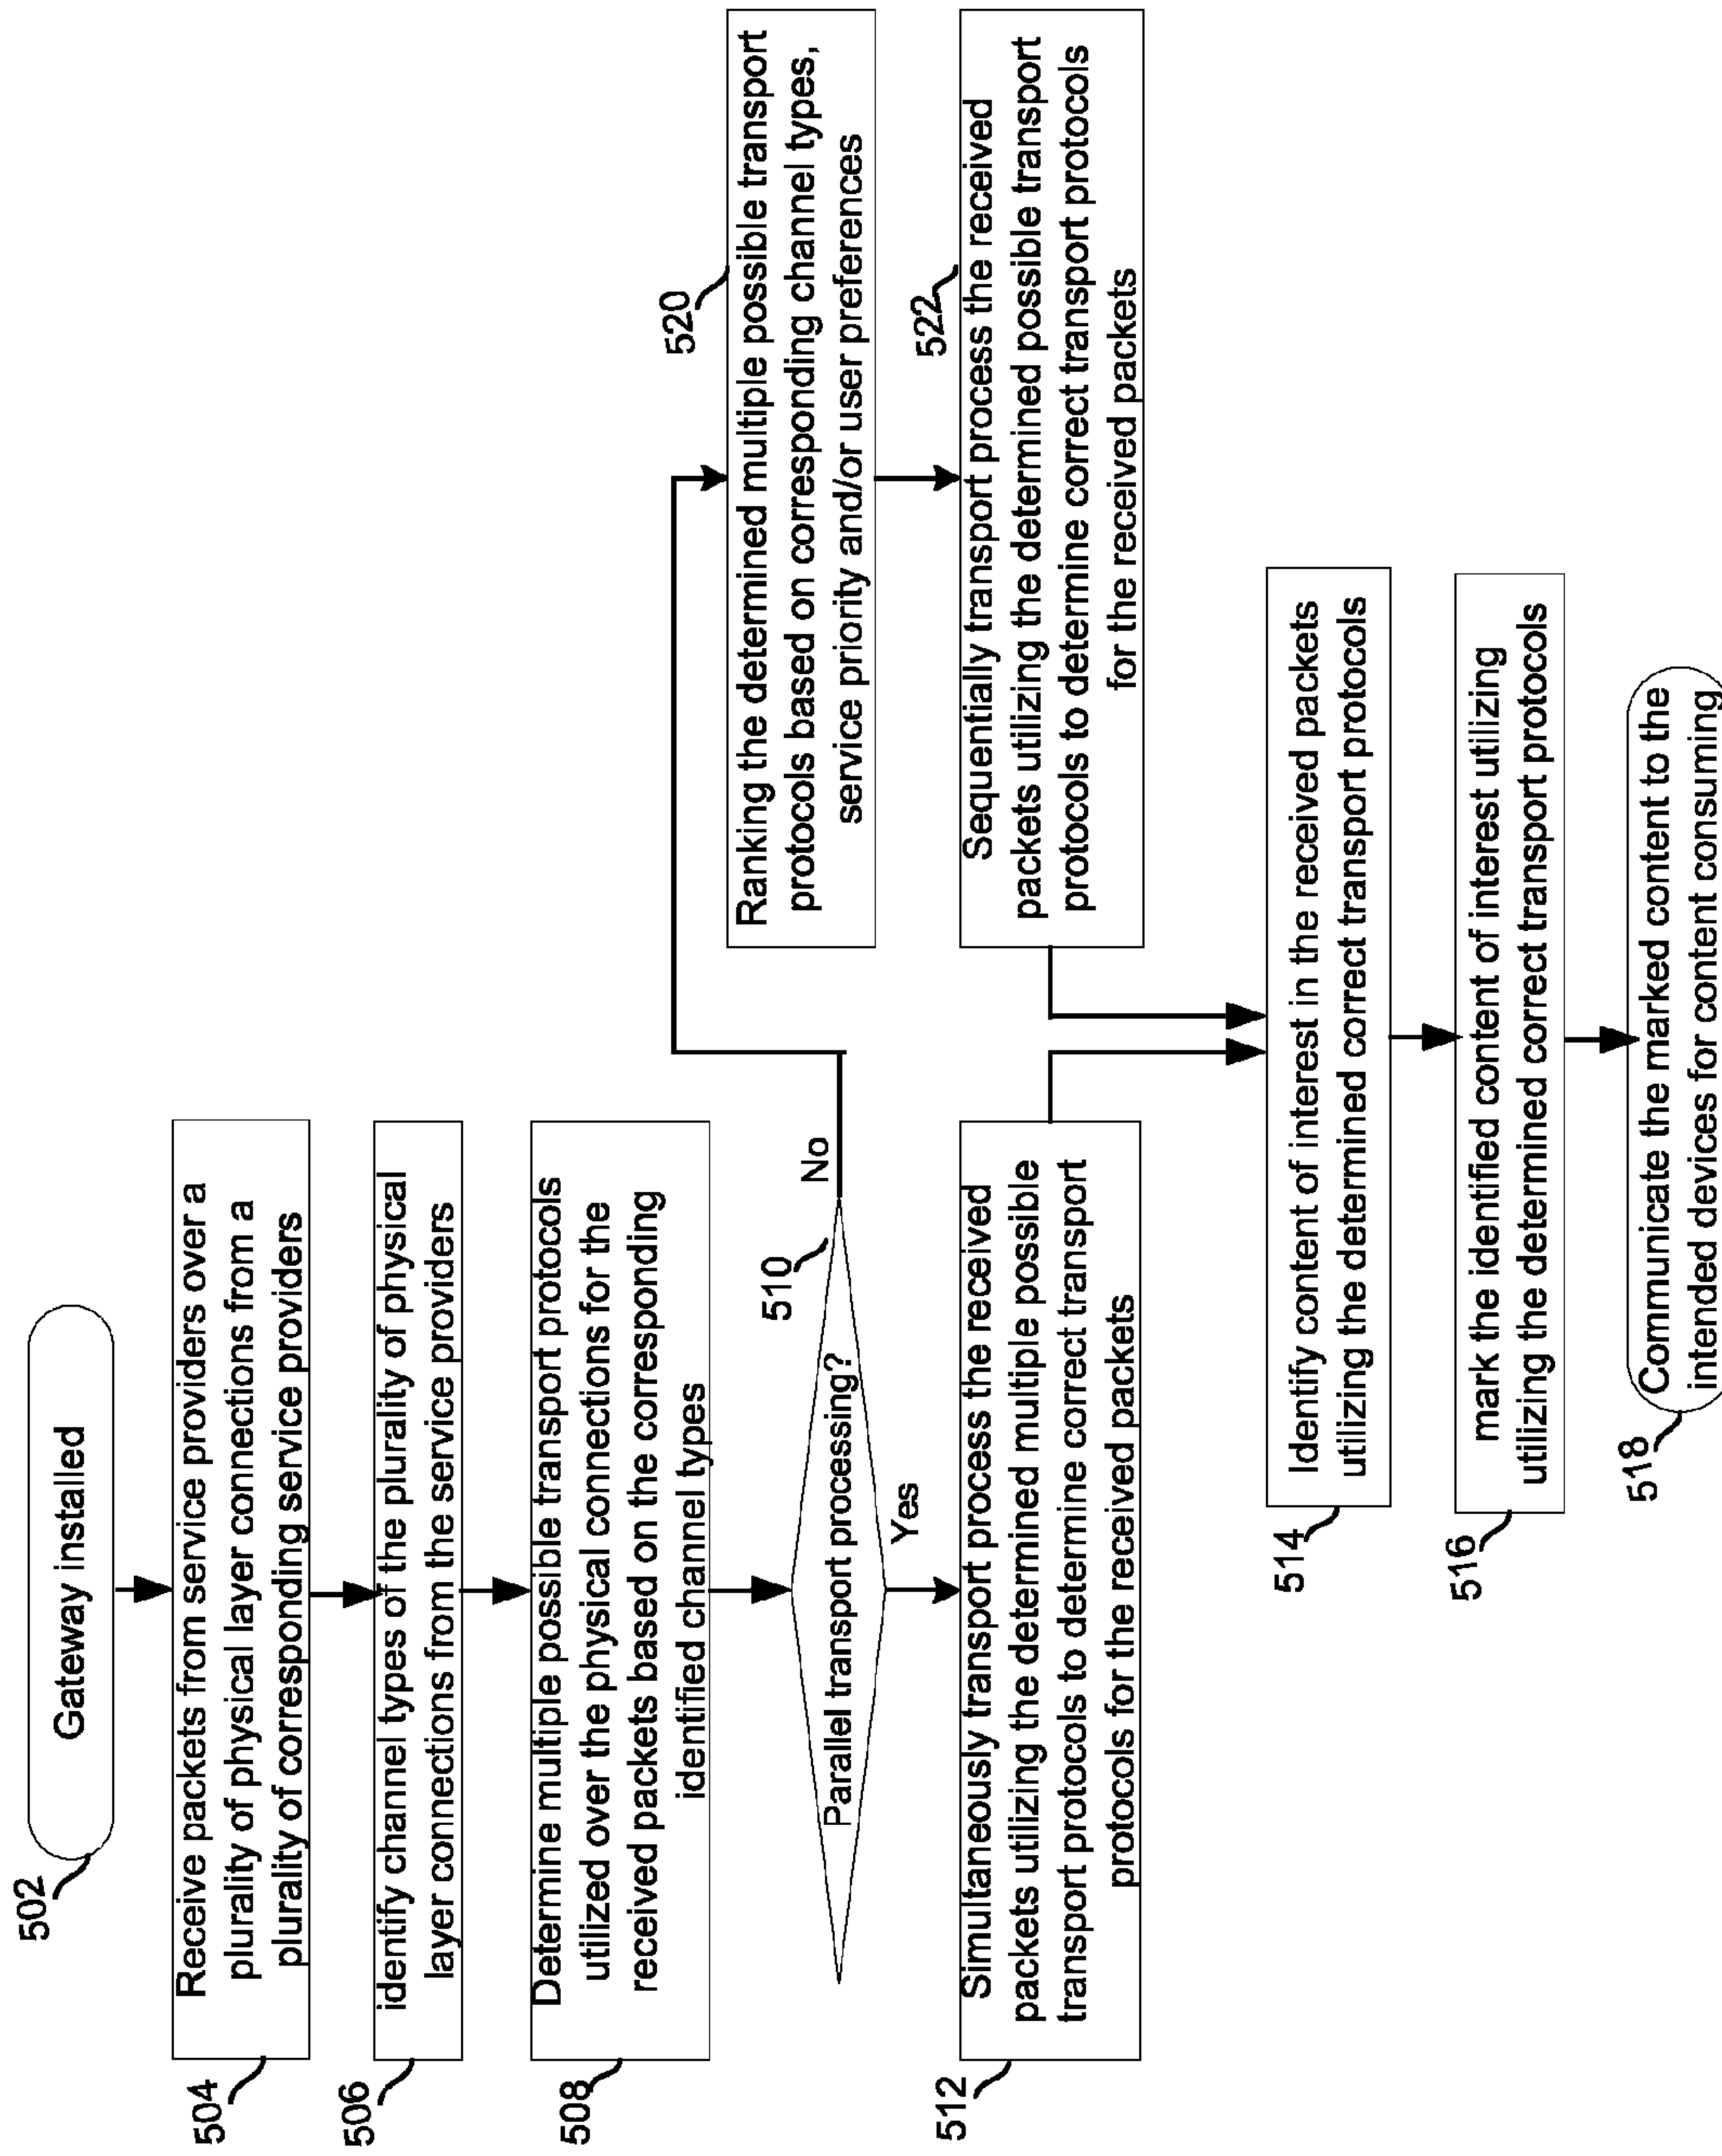 502
Gateway installed
504
Receive packets from service providers over a
plurality of physical layer connections from a
plurality of corresponding service providers
506
identify channel types of the plurality of physical
layer connections from the service providers
508
Determine multiple possible transport protocols
utilized over the physical connections for the
received packets based on the corresponding
identified channel types
510
Parallel transport processing?
No
Yes
520
Ranking the determined multiple possible transport
protocols based on corresponding channel types,
service priority and/or user preferences
512
Simultaneously transport process the received
packets utilizing the determined multiple possible
transport protocols to determine correct transport
protocols for the received packets
522
Sequentially transport process the received
packets utilizing the determined possible transport
protocols to determine correct transport protocols
for the received packets
514
Identify content of interest in the received packets
utilizing the determined correct transport protocols
516
mark the identified content of interest utilizing
utilizing the determined correct transport protocols
518
Communicate the marked content to the
intended devices for content consuming